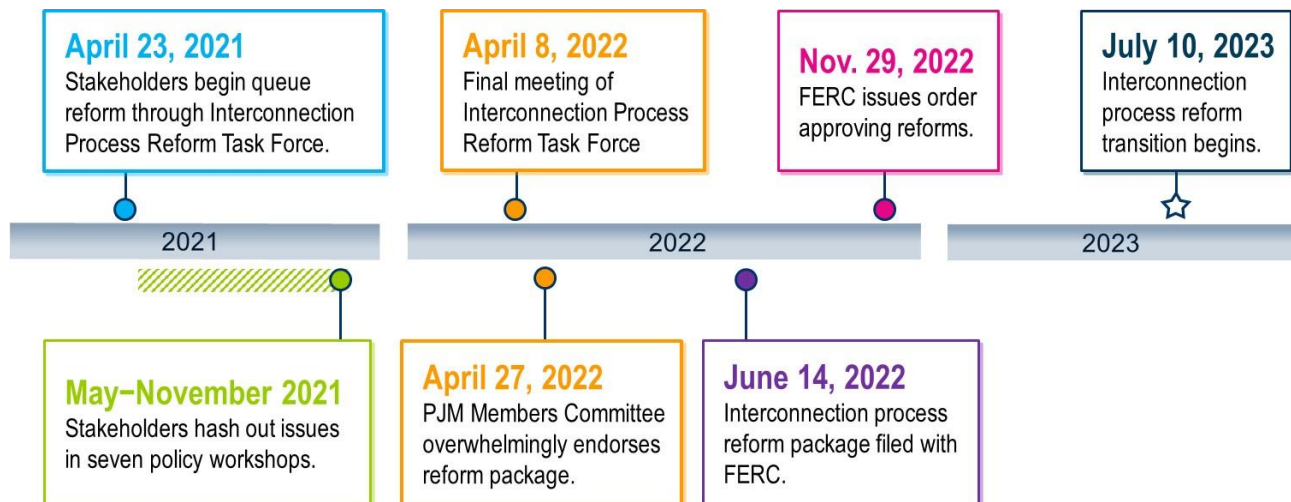 April 23, 2021
Stakeholders begin queue
reform through Interconnection
Process Reform Task Force.
April 8, 2022
Final meeting of
Interconnection Process
Reform Task Force
Nov. 29, 2022
FERC issues order
approving reforms.
July 10, 2023
Interconnection
process reform
transition begins.
2021
2022
2023
May–November 2021
Stakeholders hash out issues
in seven policy workshops.
April 27, 2022
PJM Members Committee
overwhelmingly endorses
reform package.
June 14, 2022
Interconnection process
reform package filed with
FERC.